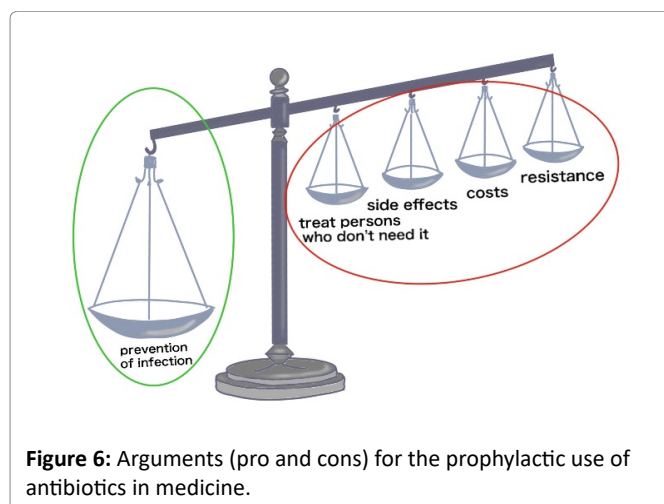 prevention
of infection
treat persons
who don't need it
side effects
costs
resistance
Figure 6: Arguments (pro and cons) for the prophylactic use of
antibiotics in medicine.